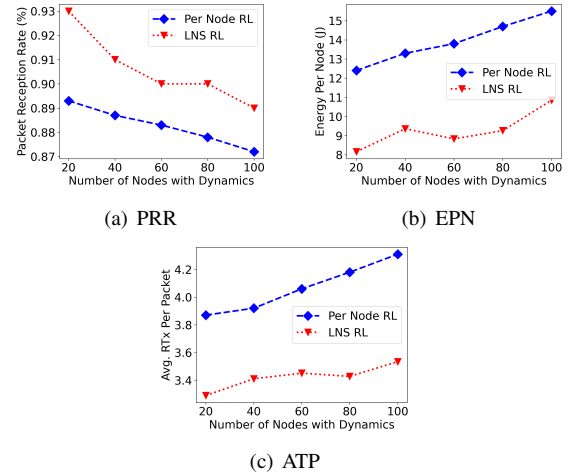 Packet Reception Rate (%)
0.93
0.92
0.91
0.90
0.89
0.88
0.87
Per Node RL
LNS RL
20 40 60 80 100
Number of Nodes with Dynamics
(a) PRR
Energy Per Node (J)
15
14
13
12
11
10
9
8
Per Node RL
LNS RL
20 40 60 80 100
Number of Nodes with Dynamics
(b) EPN
Avg. RTx Per Packet
4.2
4.0
3.8
3.6
3.4
Per Node RL
LNS RL
20 40 60 80 100
Number of Nodes with Dynamics
(c) ATP